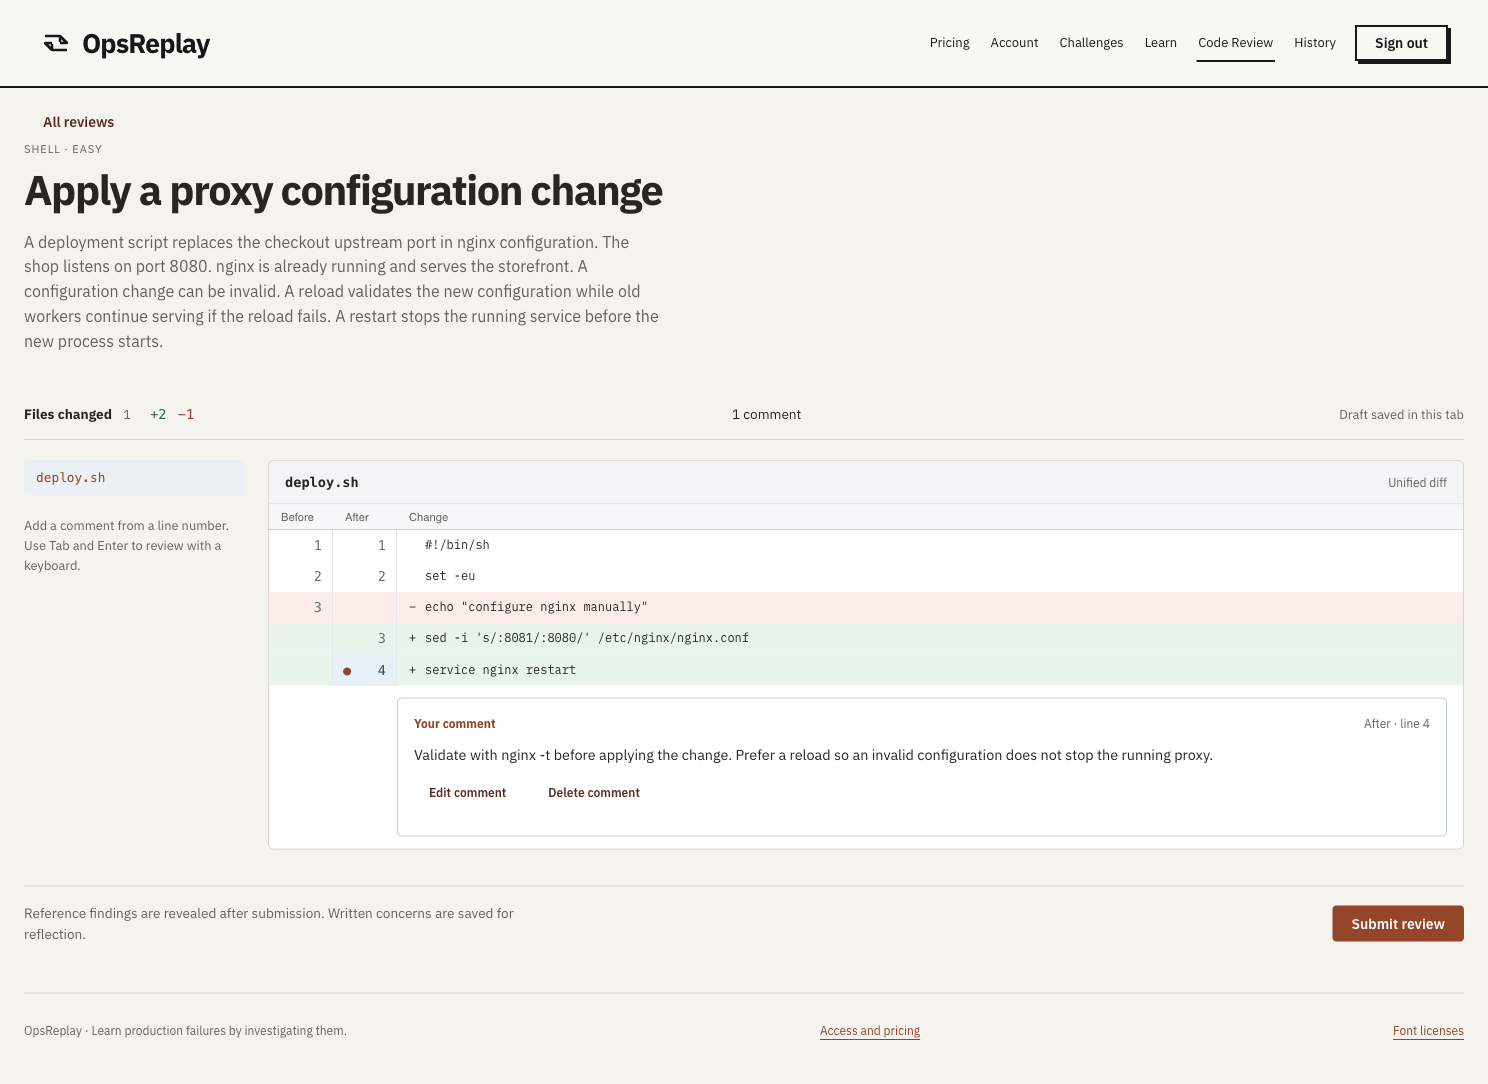 OpsReplay
Pricing Account Challenges Learn Code Review History Sign out
All reviews
SHELL · EASY
Apply a proxy configuration change
A deployment script replaces the checkout upstream port in nginx configuration. The
shop listens on port 8080. nginx is already running and serves the storefront. A
configuration change can be invalid. A reload validates the new configuration while old
workers continue serving if the reload fails. A restart stops the running service before the
new process starts.
Files changed 1 +2 −1
1 comment
Draft saved in this tab
deploy.sh
Add a comment from a line number.
Use Tab and Enter to review with a
keyboard.
deploy.sh Unified diff
Before After Change
1 1 #!/bin/sh
2 2 set -eu
3 − echo "configure nginx manually"
3 + sed -i 's/:8081/:8080/' /etc/nginx/nginx.conf
4 + service nginx restart
Your comment After · line 4
Validate with nginx -t before applying the change. Prefer a reload so an invalid configuration does not stop the running proxy.
Edit comment Delete comment
Reference findings are revealed after submission. Written concerns are saved for
reflection.
Submit review
OpsReplay · Learn production failures by investigating them.
Access and pricing
Font licenses